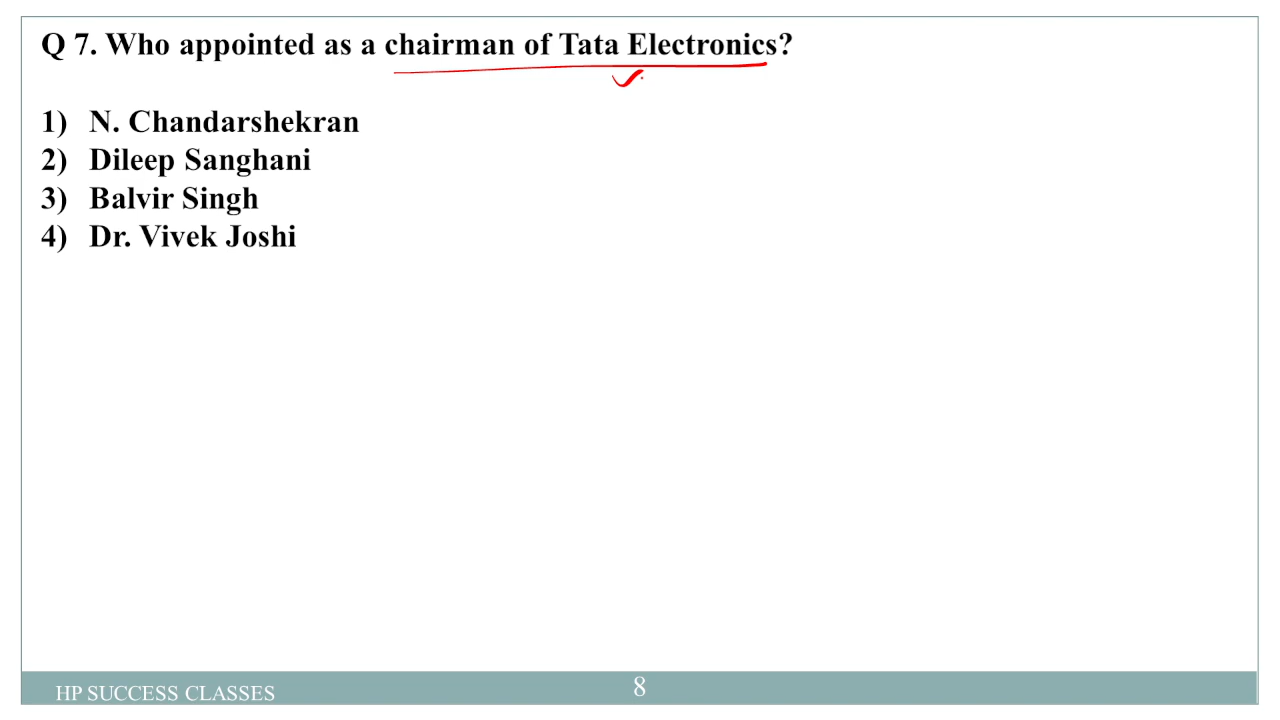 Q 7. Who appointed as a chairman of Tata Electronics?
1) N. Chandarshekran
2) Dileep Sanghani
3) Balvir Singh
4) Dr. Vivek Joshi
HP SUCCESS CLASSES
8